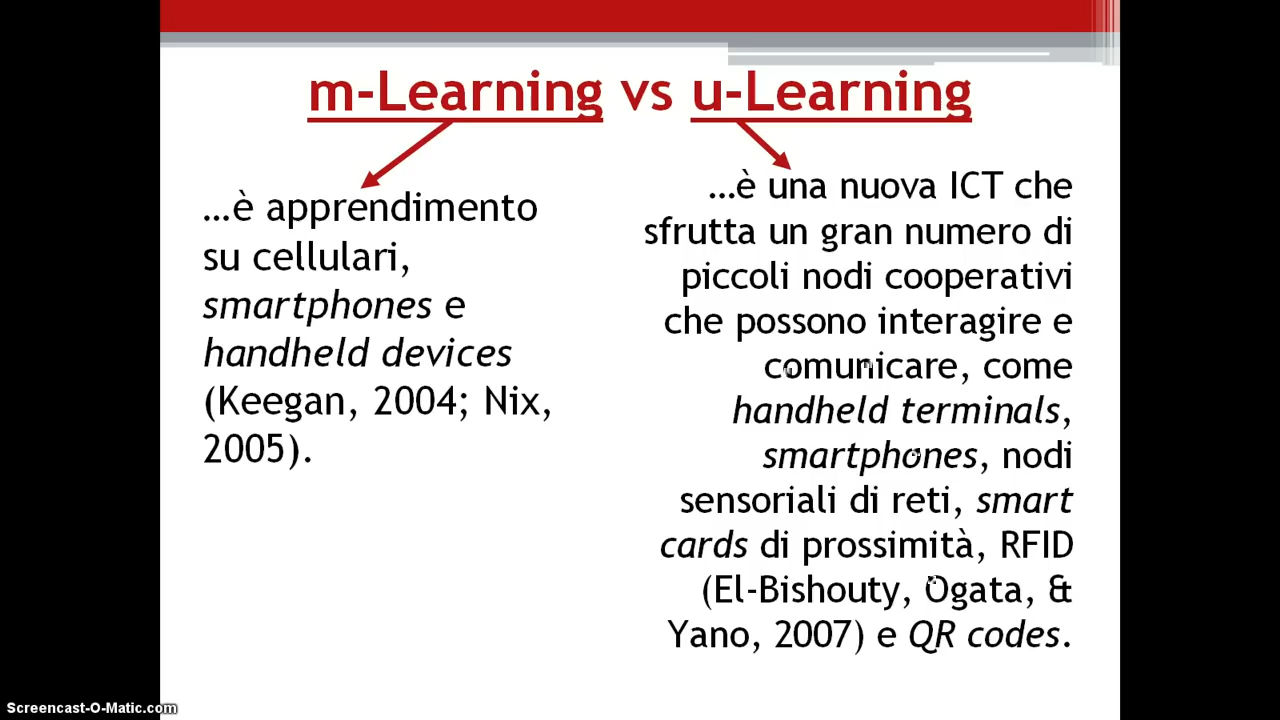 m-Learning vs u-Learning
…è apprendimento
su cellulari,
smartphones e
handheld devices
(Keegan, 2004; Nix,
2005).
…è una nuova ICT che
sfrutta un gran numero di
piccoli nodi cooperativi
che possono interagire e
comunicare, come
handheld terminals,
smartphones, nodi
sensoriali di reti, smart
cards di prossimità, RFID
(El-Bishouty, Ogata, &
Yano, 2007) e QR codes.
Screencast-O-Matic.com